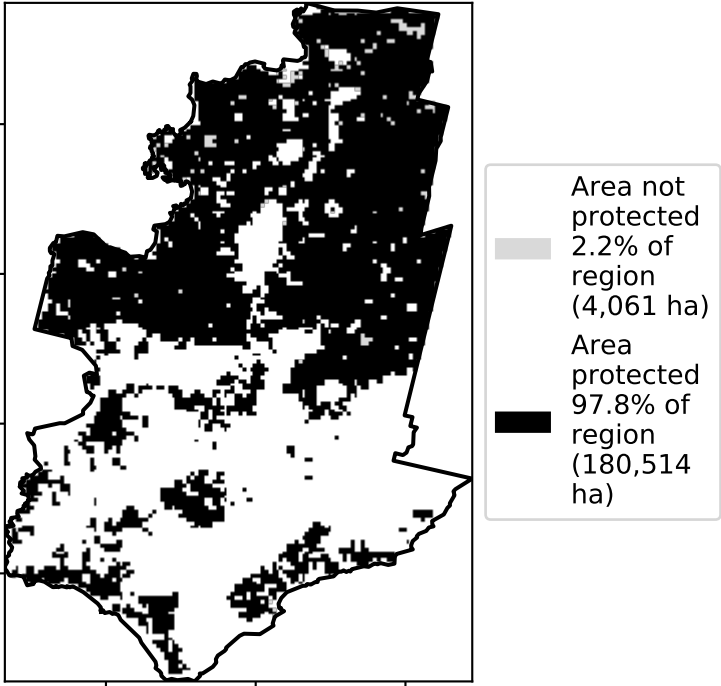 Area not
protected
2.2% of
region
(4,061 ha)
Area
protected
97.8% of
region
(180,514
ha)